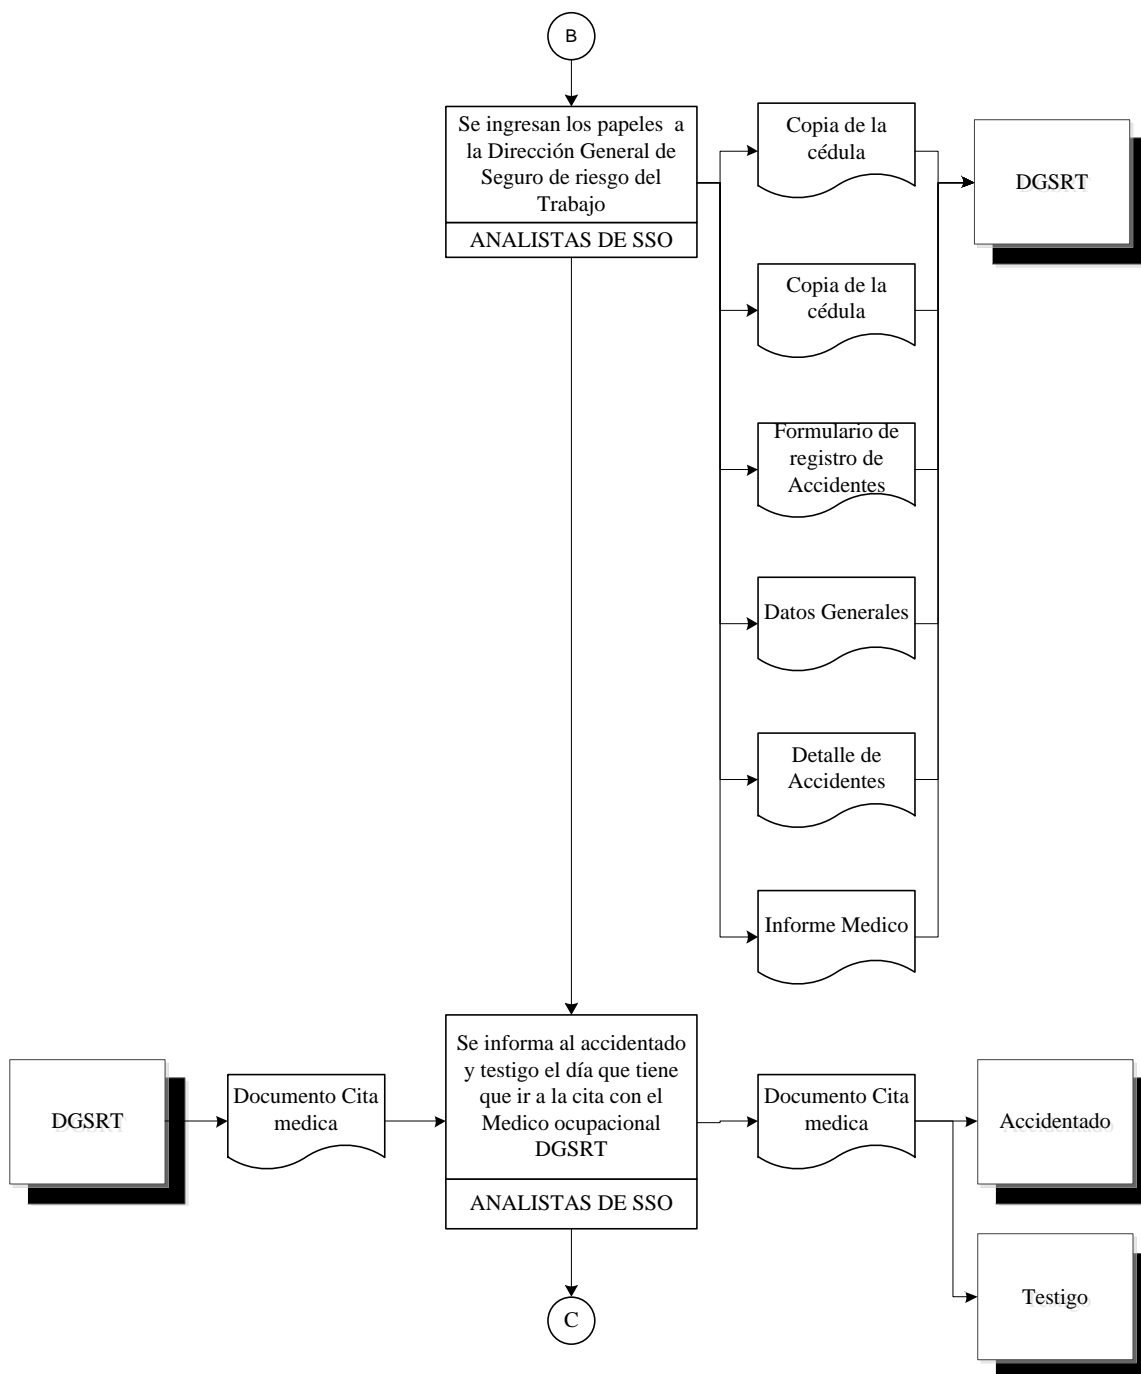 B
Se ingresan los papeles a
la Dirección General de
Seguro de riesgo del
Trabajo
ANALISTAS DE SSO
Copia de la
cédula
DGSRT
Copia de la
cédula
Formulario de
registro de
Accidentes
Datos Generales
Detalle de
Accidentes
Informe Medico
DGSRT
Documento Cita
medica
Se informa al accidentado
y testigo el día que tiene
que ir a la cita con el
Medico ocupacional
DGSRT
ANALISTAS DE SSO
Documento Cita
medica
Accidentado
Testigo
C